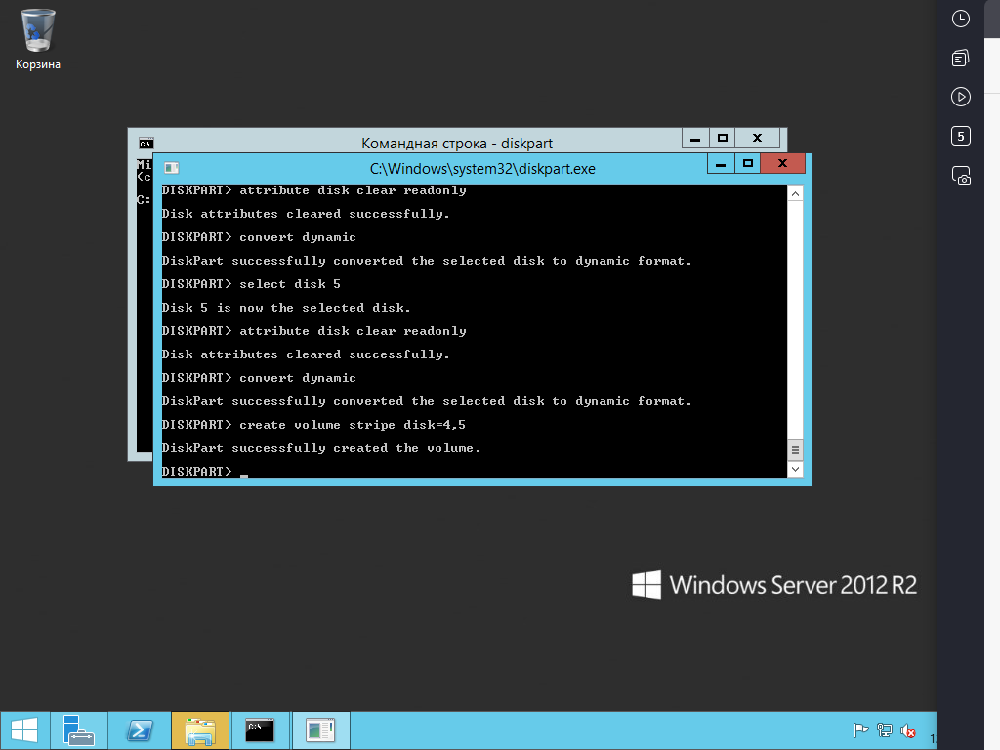 Корзина
Командная строка - diskpart
C:\Windows\system32\diskpart.exe
Mi
<c
C:
DISKPART> attribute disk clear readonly
Disk attributes cleared successfully.
DISKPART> convert dynamic
DiskPart successfully converted the selected disk to dynamic format.
DISKPART> select disk 5
Disk 5 is now the selected disk.
DISKPART> attribute disk clear readonly
Disk attributes cleared successfully.
DISKPART> convert dynamic
DiskPart successfully converted the selected disk to dynamic format.
DISKPART> create volume stripe disk=4,5
DiskPart successfully created the volume.
DISKPART> _
Windows Server 2012 R2
5